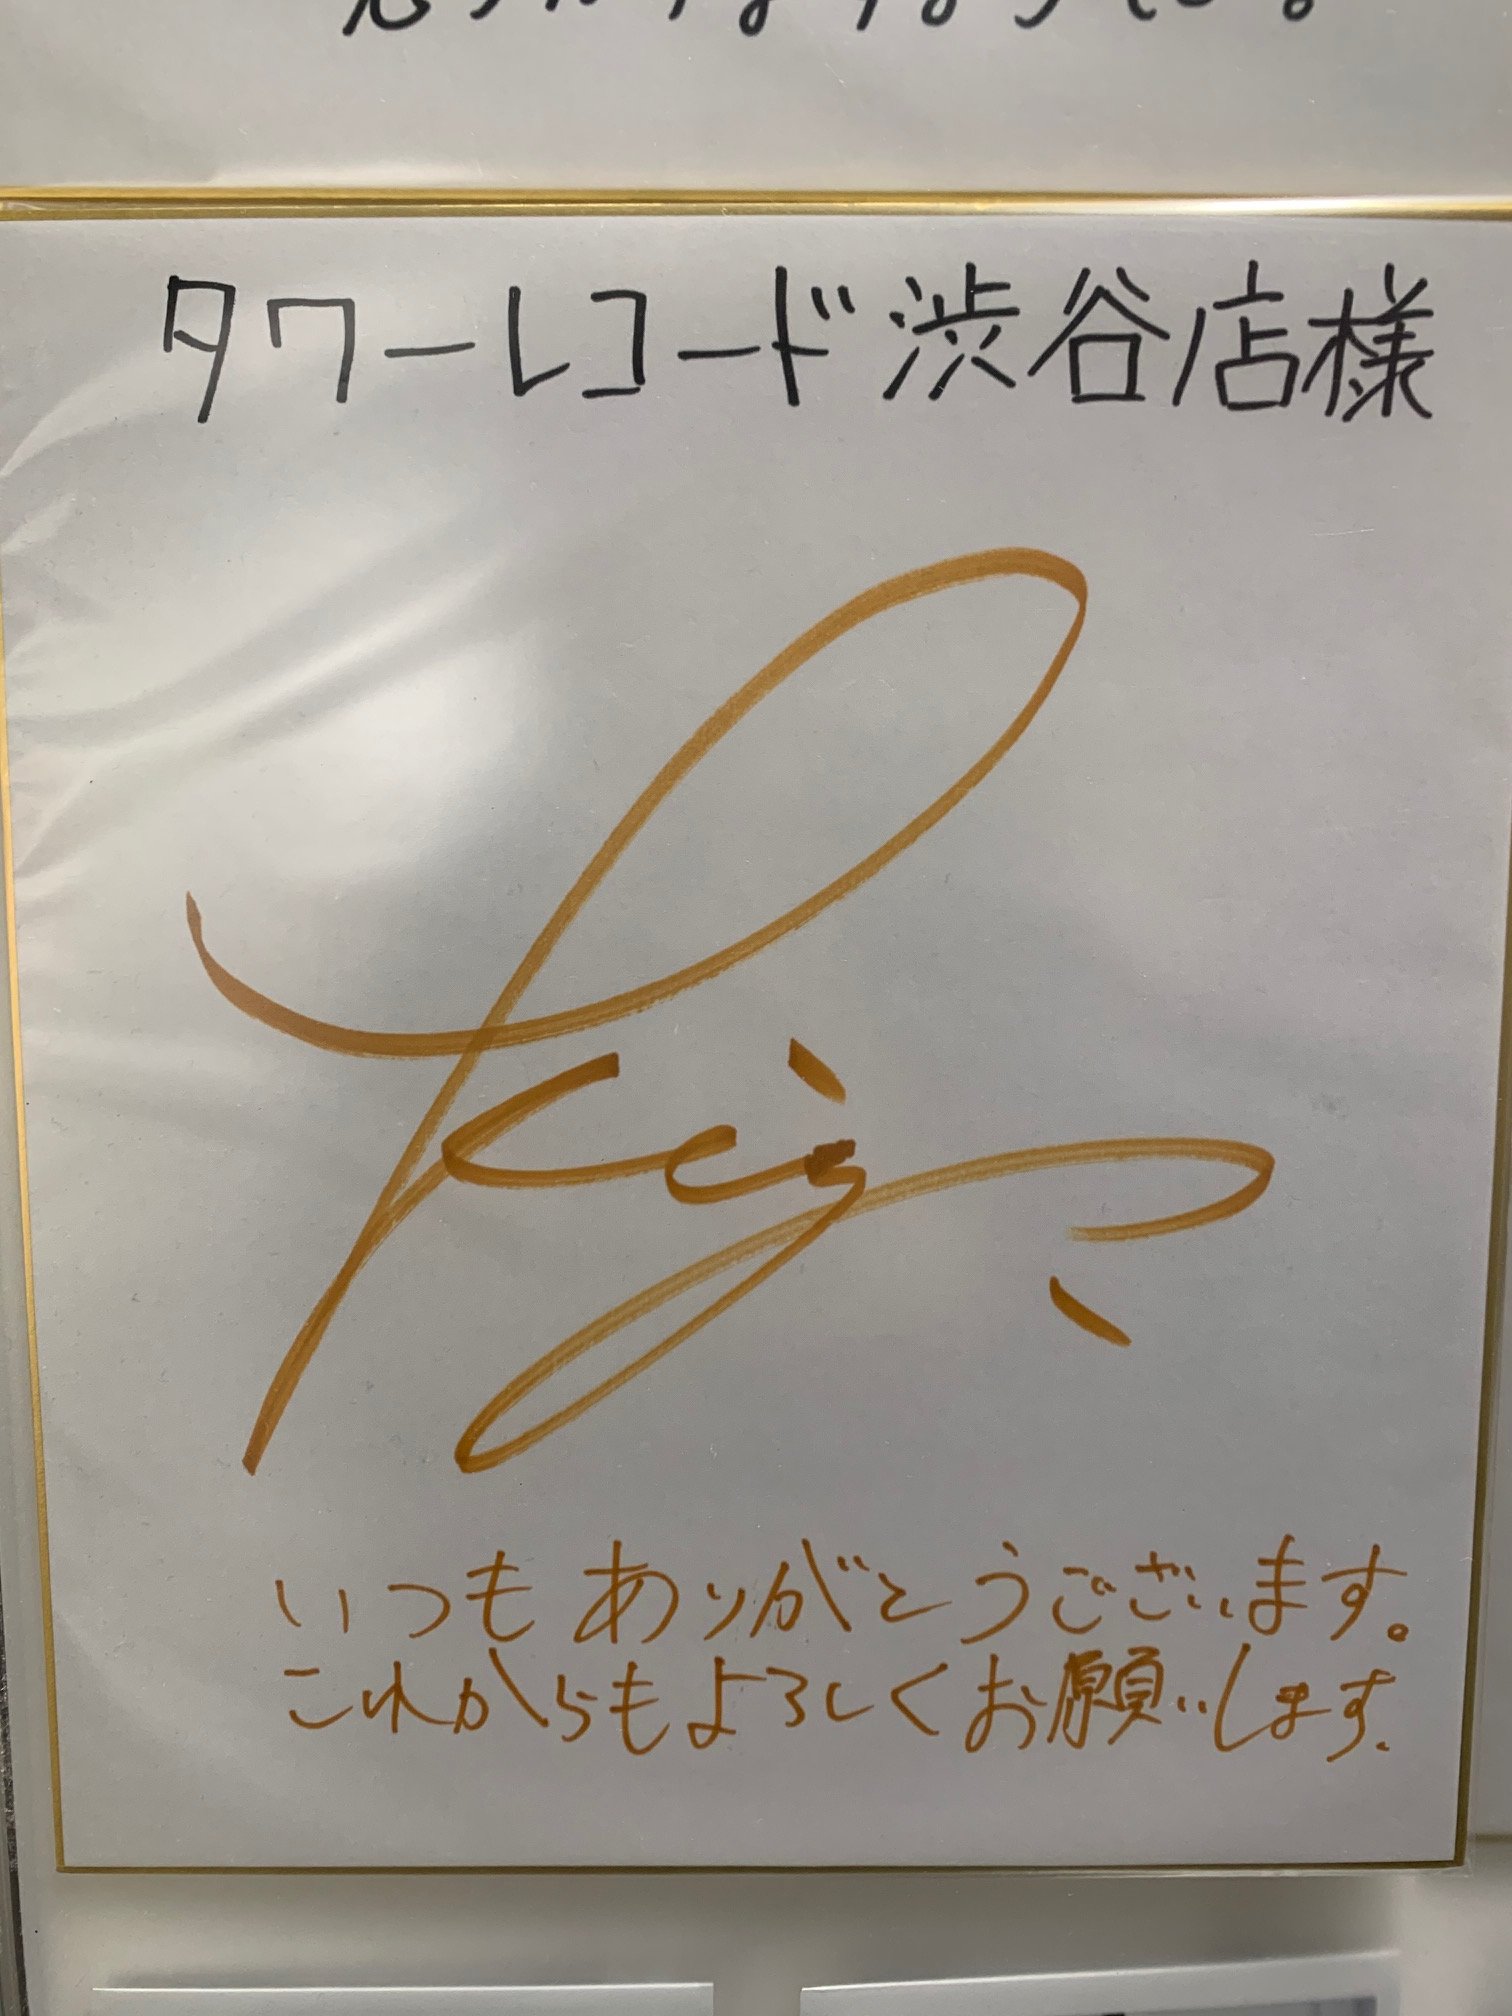 タワーレコード渋谷店様
いつもありがとうございます。
これからもよろしくお願いします.